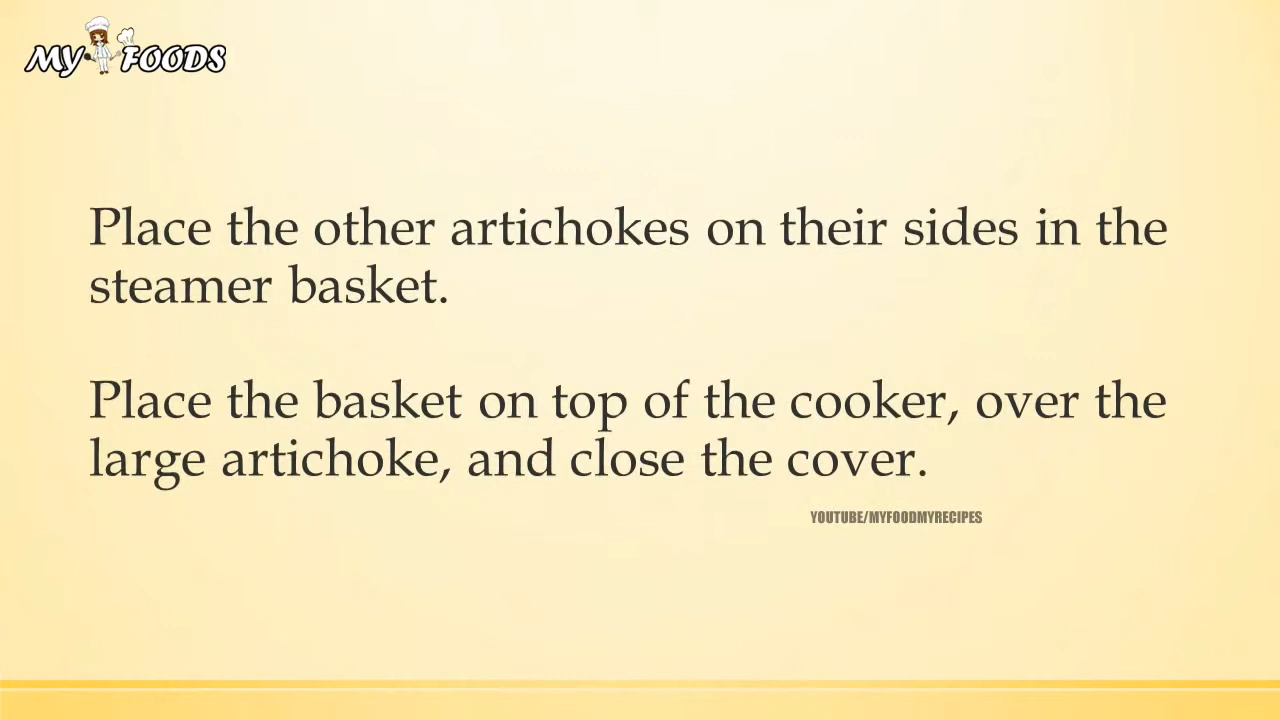 MY FOODS
Place the other artichokes on their sides in the
steamer basket.
Place the basket on top of the cooker, over the
large artichoke, and close the cover.
YOUTUBE/MYFOODMYRECIPES